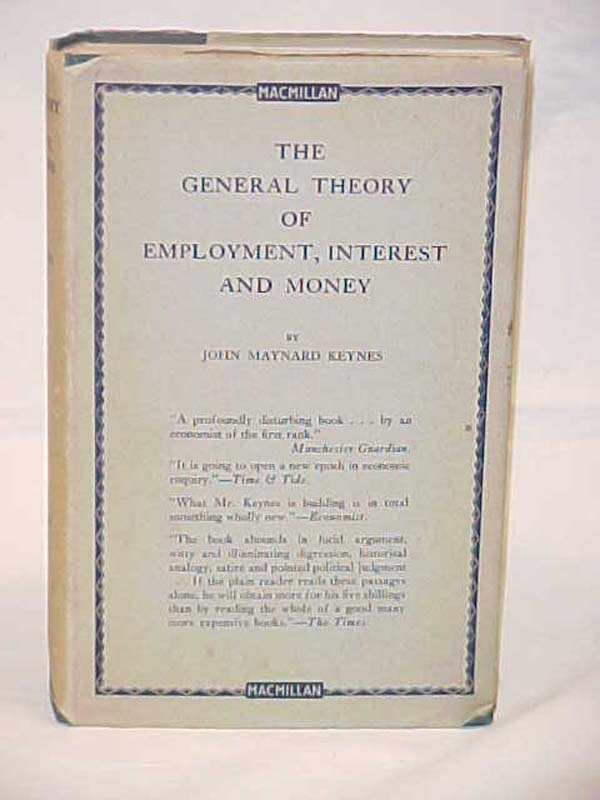 MACMILLAN
THE
GENERAL THEORY
OF
EMPLOYMENT, INTEREST
AND MONEY
BY
JOHN MAYNARD KEYNES
"A profoundly disturbing book . . . by an
economist of the first rank."
Manchester Guardian.
"It is going to open a new epoch in economic
enquiry."—Time & Tide.
"What Mr. Keynes is building is in total
something wholly new."—Economist.
"The book abounds in lucid argument,
witty and illuminating digression, historical
analogy, satire and pointed political judgment
. . . If the plain reader reads these passages
alone, he will obtain more for his five shillings
than by reading the whole of a good many
more expensive books."—The Times
MACMILLAN